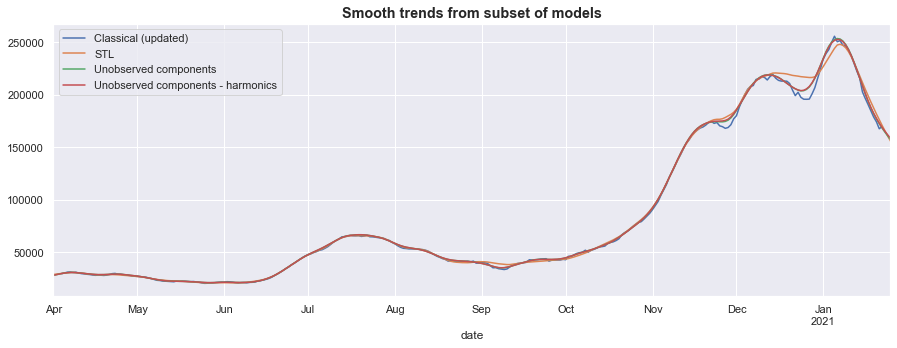 Smooth trends from subset of models
Classical (updated)
STL
Unobserved components
Unobserved components - harmonics
250000
200000
150000
100000
50000
Apr May Jun Jul Aug Sep Oct Nov Dec Jan
2021
date